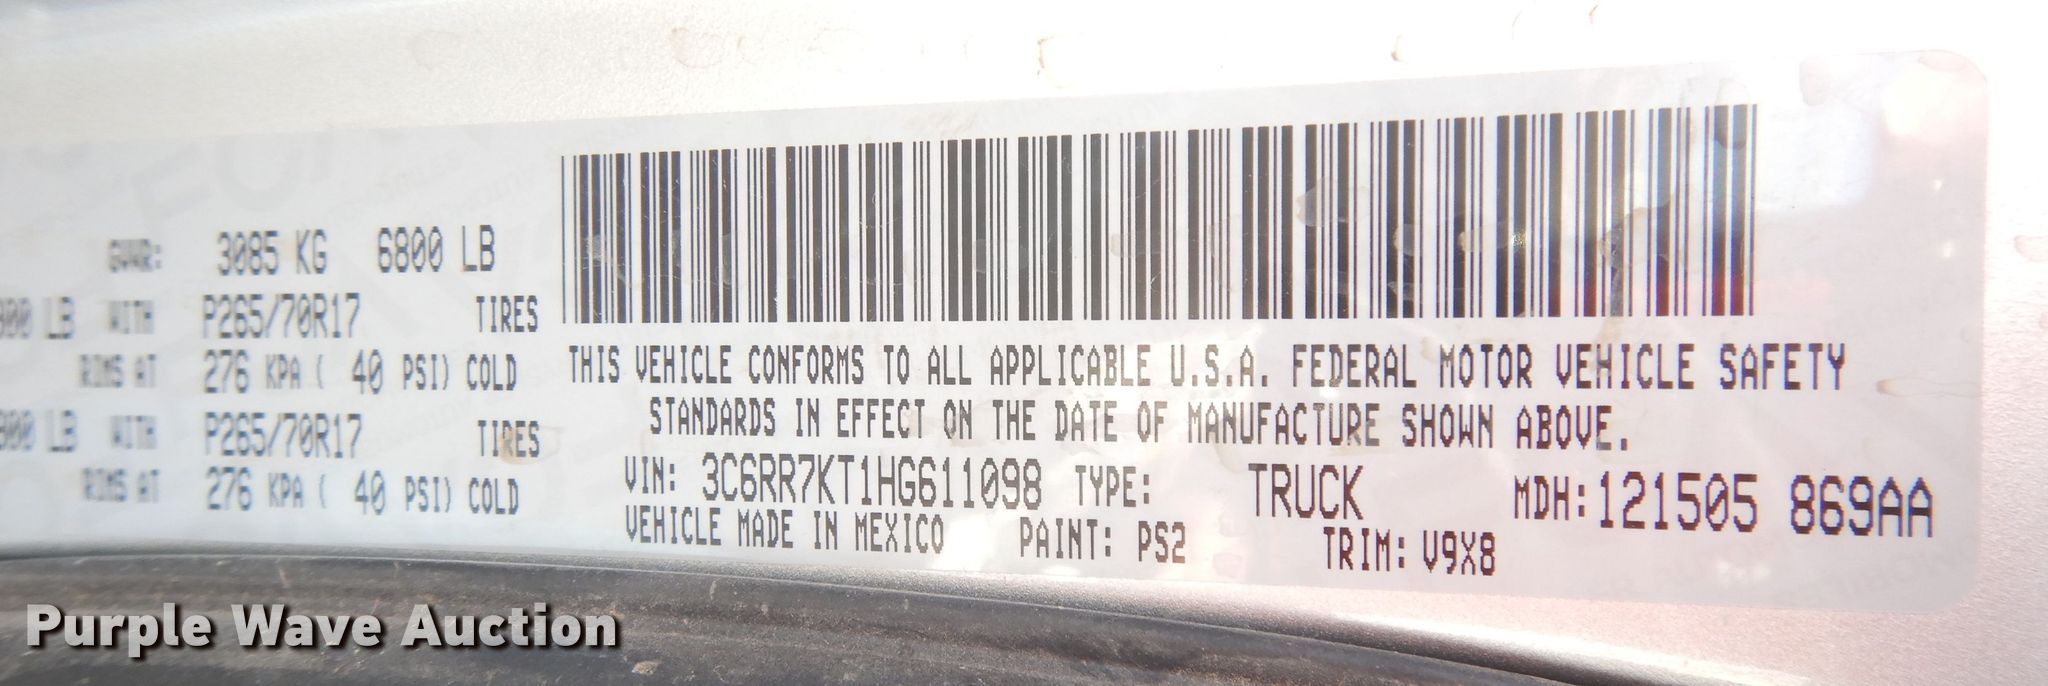 GVWR: 3085 KG 6800 LB
LB WITH P265/70R17 TIRES
RIMS AT 276 KPA ( 40 PSI) COLD
LB WITH P265/70R17 TIRES
RIMS AT 276 KPA ( 40 PSI) COLD
THIS VEHICLE CONFORMS TO ALL APPLICABLE U.S.A. FEDERAL MOTOR VEHICLE SAFETY
STANDARDS IN EFFECT ON THE DATE OF MANUFACTURE SHOWN ABOVE.
VIN: 3C6RR7KT1HG611098 TYPE: TRUCK MDH: 121505 869AA
VEHICLE MADE IN MEXICO PAINT: PS2 TRIM: V9X8
Purple Wave Auction